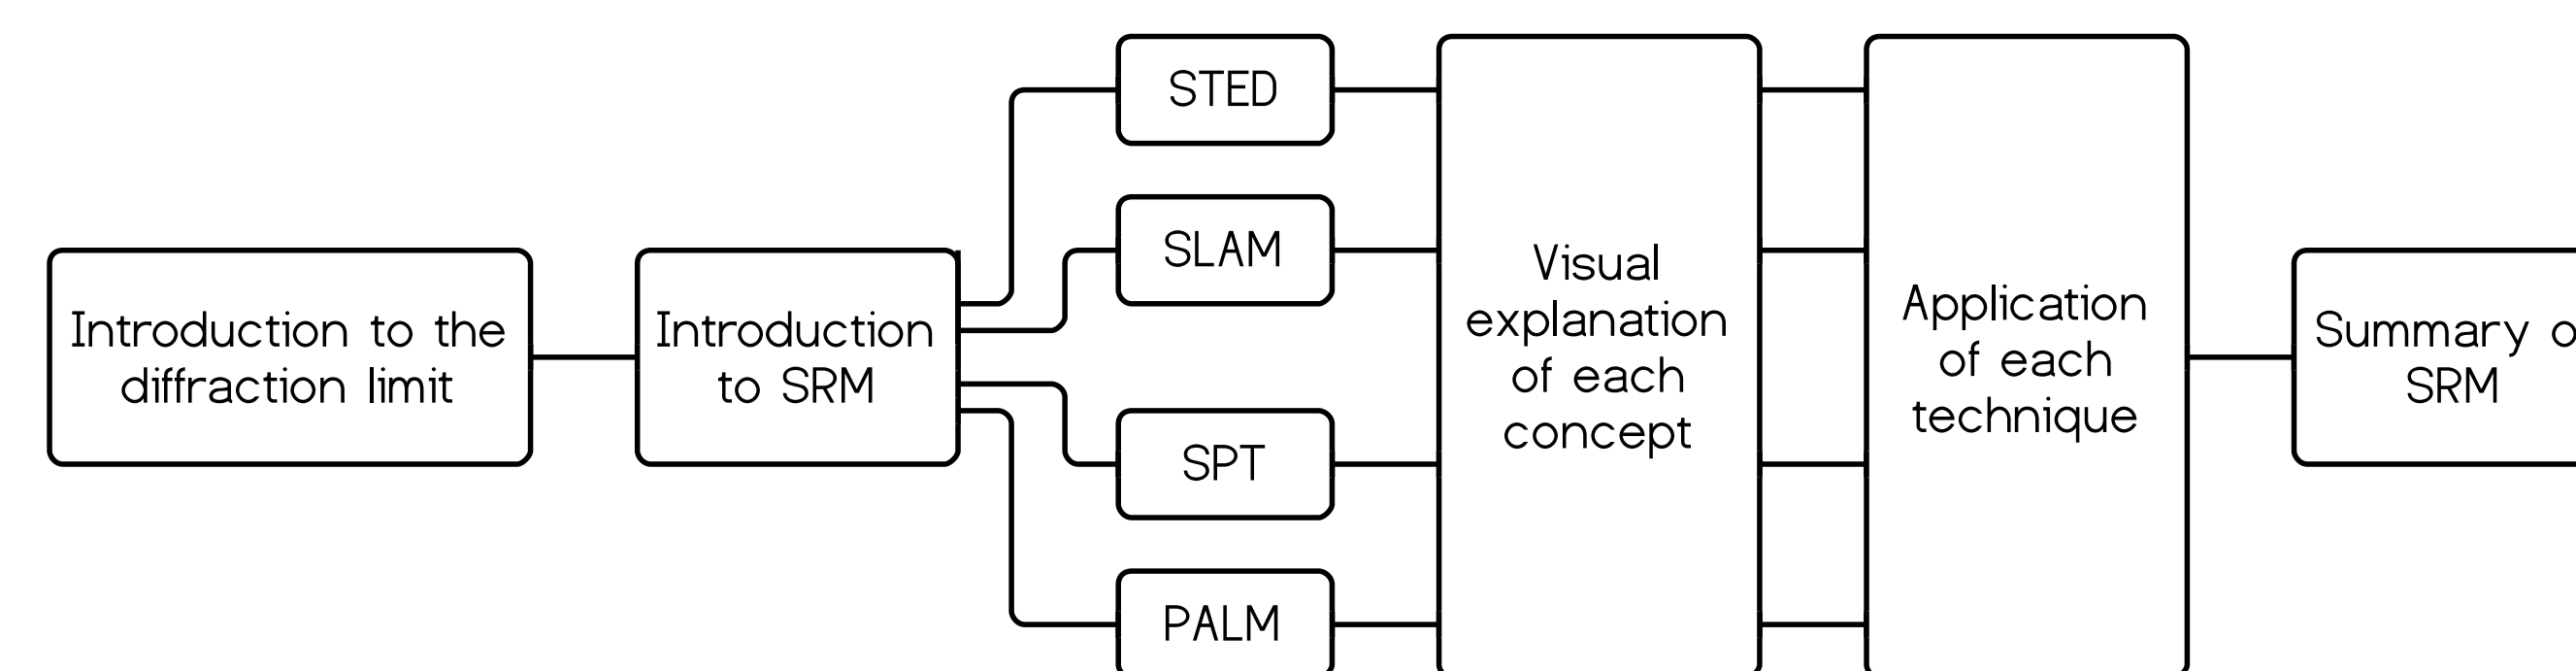 Introduction to the
diffraction limit
Introduction
to SRM
STED
SLAM
SPT
PALM
Visual
explanation
of each
concept
Application
of each
technique
Summary o
SRM